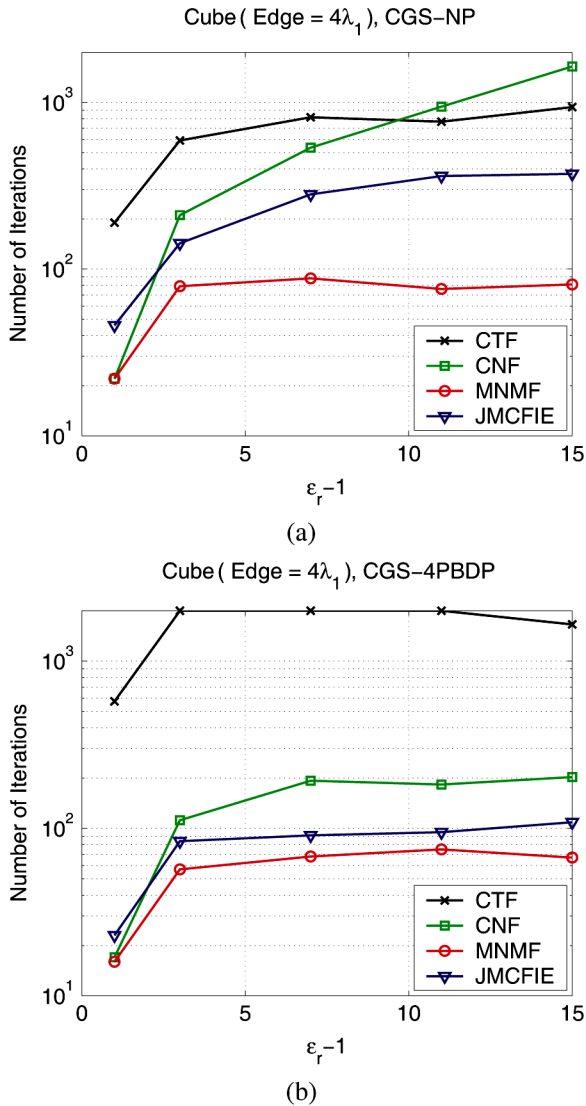 Cube ( Edge = 4λ₁), CGS−NP
Number of Iterations
10³
10²
10¹
CTF
CNF
MNMF
JMCFIE
0 5 10 15
εᵣ−1
(a)
Cube ( Edge = 4λ₁), CGS−4PBDP
Number of Iterations
10³
10²
10¹
CTF
CNF
MNMF
JMCFIE
0 5 10 15
εᵣ−1
(b)